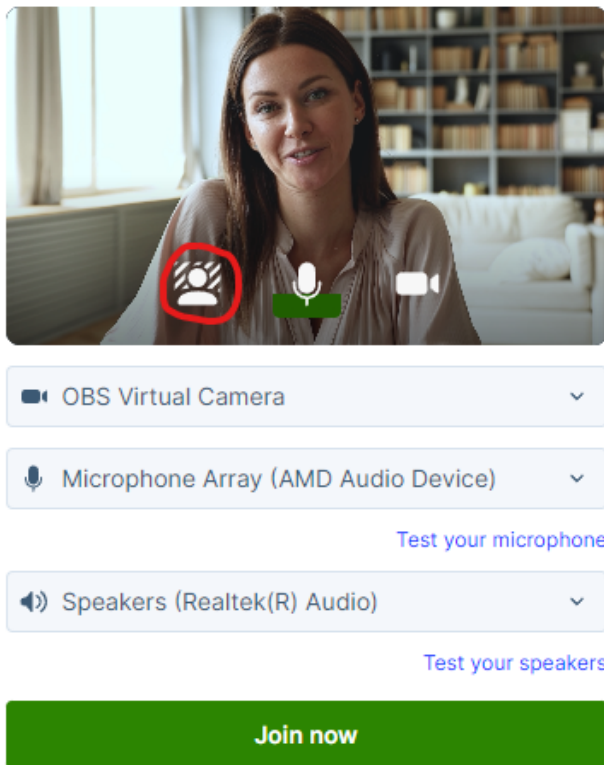 OBS Virtual Camera
Microphone Array (AMD Audio Device)
Test your microphone
Speakers (Realtek(R) Audio)
Test your speakers
Join now